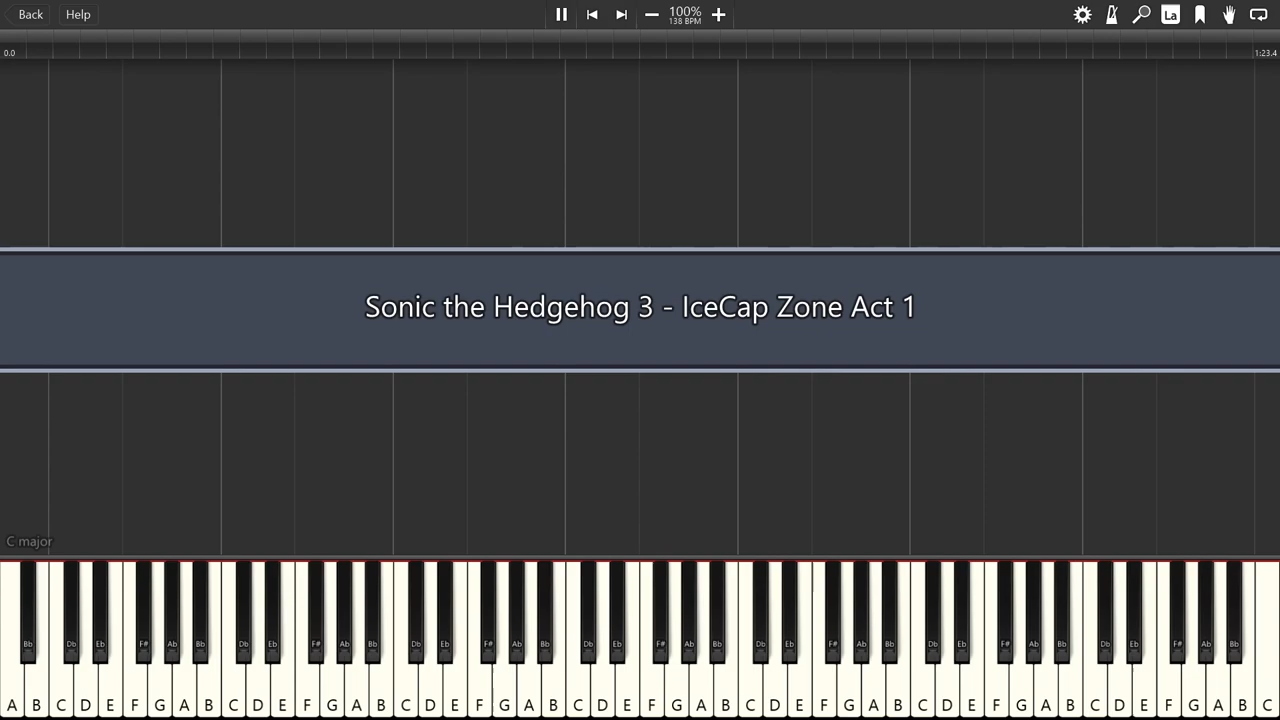 Back Help 100% La
138 BPM
0.0 1:23.4
Sonic the Hedgehog 3 - IceCap Zone Act 1
C major
Bb Db Eb F# Ab Bb Db Eb F# Ab Bb Db Eb F# Ab Bb Db Eb F# Ab Bb Db Eb F# Ab Bb Db Eb F# Ab Bb Db Eb F# Ab Bb
A B C D E F G A B C D E F G A B C D E F G A B C D E F G A B C D E F G A B C D E F G A B C D E F G A B C